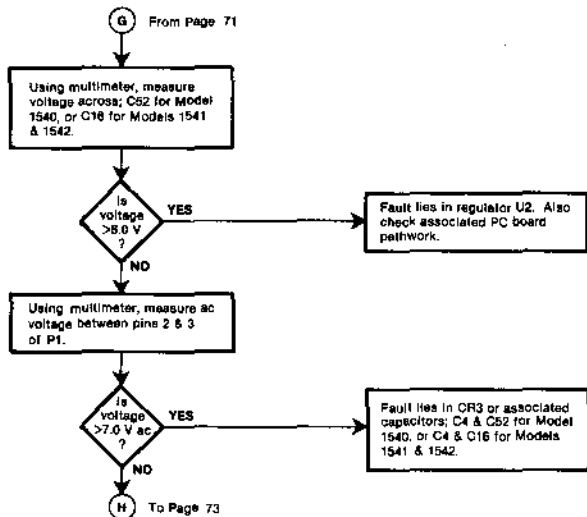 G From Page 71
Using multimeter, measure
voltage across; C52 for Model
1540, or C16 for Models 1541
& 1542.
Is
voltage
>8.0 V
?
YES
Fault lies in regulator U2. Also
check associated PC board
pathwork.
NO
Using multimeter, measure ac
voltage between pins 2 & 3
of P1.
Is
voltage
>7.0 V ac
?
YES
Fault lies in CR3 or associated
capacitors; C4 & C52 for Model
1540, or C4 & C16 for Models
1541 & 1542.
NO
H To Page 73